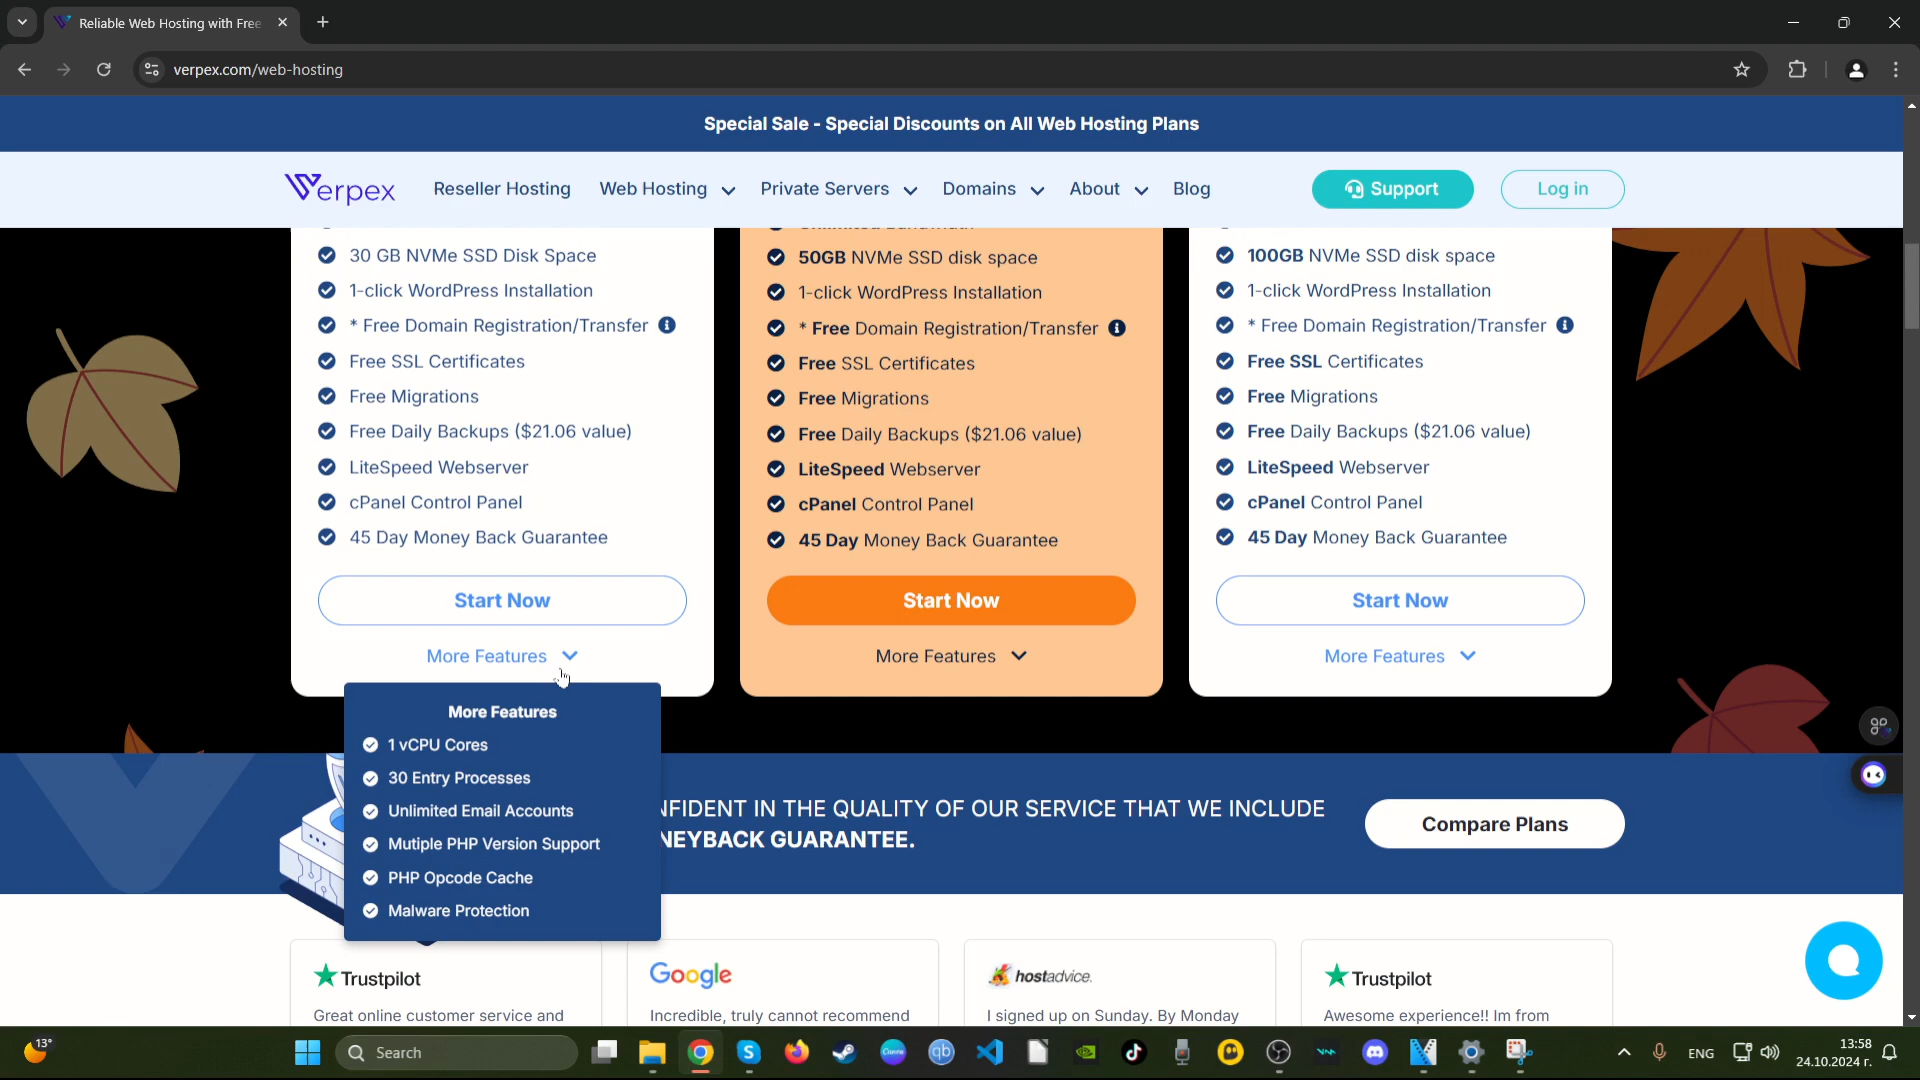 Reliable Web Hosting with Free
verpex.com/web-hosting
Special Sale - Special Discounts on All Web Hosting Plans
Verpex
Reseller Hosting
Web Hosting
Private Servers
Domains
About
Blog
Support
Log in
30 GB NVMe SSD Disk Space
1-click WordPress Installation
* Free Domain Registration/Transfer
Free SSL Certificates
Free Migrations
Free Daily Backups ($21.06 value)
LiteSpeed Webserver
cPanel Control Panel
45 Day Money Back Guarantee
Start Now
More Features
50GB NVMe SSD disk space
1-click WordPress Installation
* Free Domain Registration/Transfer
Free SSL Certificates
Free Migrations
Free Daily Backups ($21.06 value)
LiteSpeed Webserver
cPanel Control Panel
45 Day Money Back Guarantee
Start Now
More Features
100GB NVMe SSD disk space
1-click WordPress Installation
* Free Domain Registration/Transfer
Free SSL Certificates
Free Migrations
Free Daily Backups ($21.06 value)
LiteSpeed Webserver
cPanel Control Panel
45 Day Money Back Guarantee
Start Now
More Features
More Features
1 vCPU Cores
30 Entry Processes
Unlimited Email Accounts
Mutiple PHP Version Support
PHP Opcode Cache
Malware Protection
NFIDENT IN THE QUALITY OF OUR SERVICE THAT WE INCLUDE
NEYBACK GUARANTEE.
Compare Plans
Trustpilot
Great online customer service and
Google
Incredible, truly cannot recommend
hostadvice.
I signed up on Sunday. By Monday
Trustpilot
Awesome experience!! Im from
13°
Search
Canva
qb
ENG
13:58
24.10.2024 г.